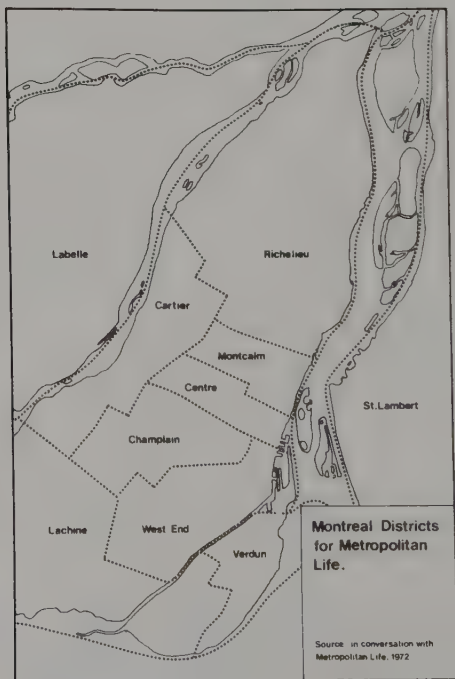 Labelle
Richelieu
Cartier
Montcalm
Centre
St. Lambert
Champlain
Lachine
West End
Verdun
Montreal Districts
for Metropolitan
Life.
Source in conversation with
Metropolitan Life. 1972